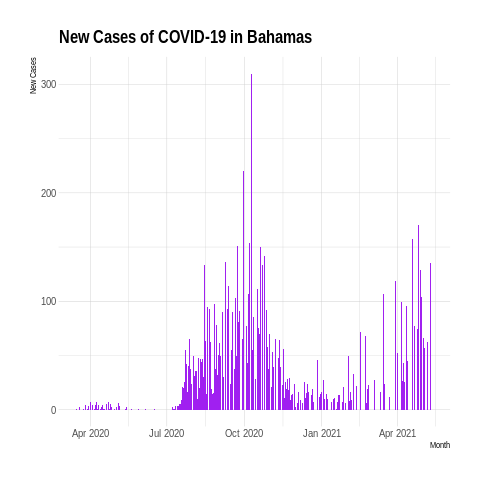 New Cases of COVID-19 in Bahamas
New Cases
300
200
100
0
Apr 2020 Jul 2020 Oct 2020 Jan 2021 Apr 2021
Month